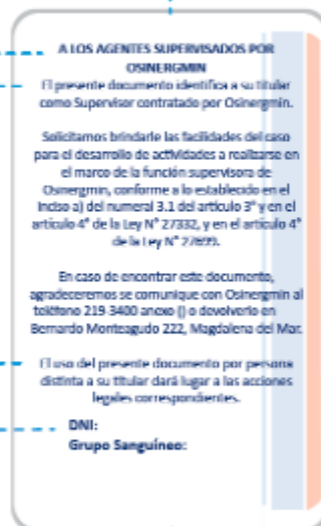 A LOS AGENTES SUPERVISADOS POR
OSINERGMIN
El presente documento identifica a su titular
como Supervisor contratado por Osinergmin.
Solicitamos brindarle las facilidades del caso
para el desarrollo de actividades a realizarse en
el marco de la función supervisora de
Osinergmin, conforme a lo establecido en el
inciso a) del numeral 3.1 del artículo 3° y en el
artículo 4° de la Ley N° 27332, y en el artículo 4°
de la Ley N° 27699.
En caso de encontrar este documento,
agradeceremos se comunique con Osinergmin al
teléfono 219-3400 anexo () o devolverlo en
Bernardo Monteagudo 222, Magdalena del Mar.
El uso del presente documento por persona
distinta a su titular dará lugar a las acciones
legales correspondientes.
DNI:
Grupo Sanguíneo: